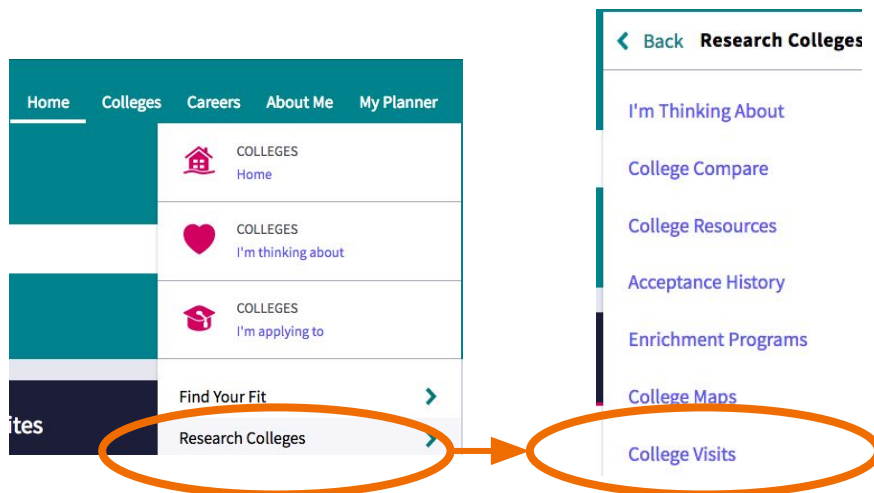 Home Colleges Careers About Me My Planner
COLLEGES
Home
COLLEGES
I'm thinking about
COLLEGES
I'm applying to
Find Your Fit
Research Colleges
ites
Back Research Colleges
I'm Thinking About
College Compare
College Resources
Acceptance History
Enrichment Programs
College Maps
College Visits